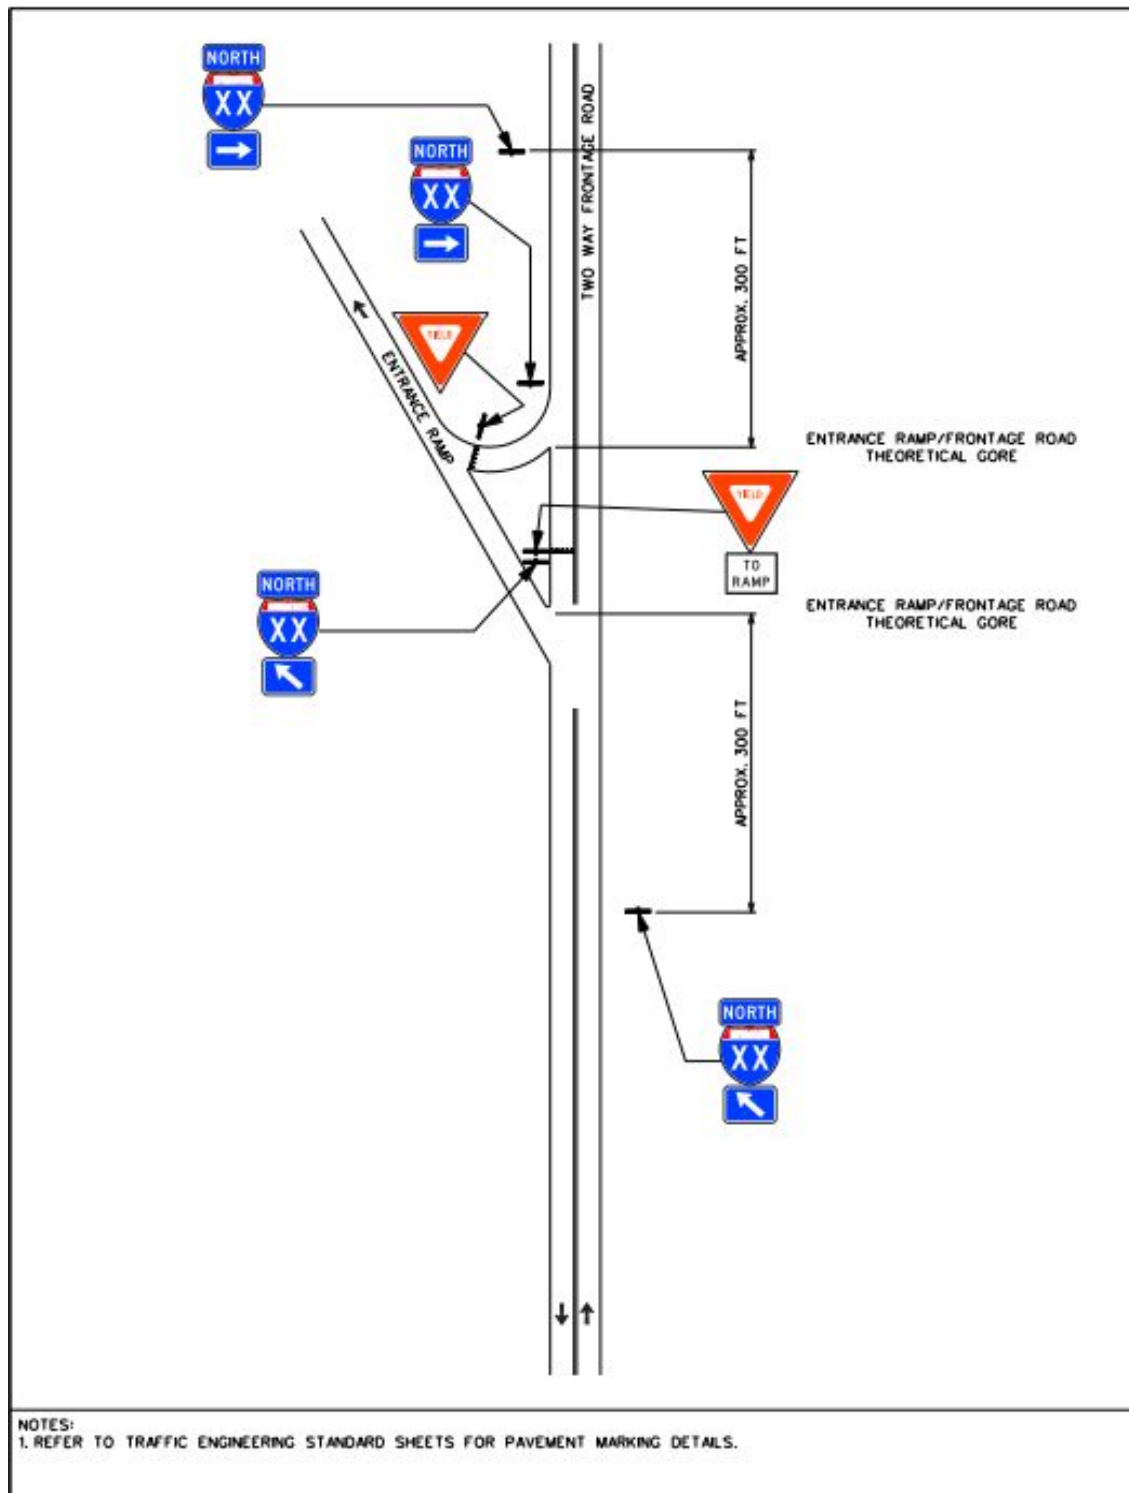 NORTH
XX
NORTH
XX
TWO WAY FRONTAGE ROAD
APPROX. 300 FT
YIELD
ENTRANCE RAMP
ENTRANCE RAMP/FRONTAGE ROAD
THEORETICAL GORE
YIELD
TO
RAMP
NORTH
XX
ENTRANCE RAMP/FRONTAGE ROAD
THEORETICAL GORE
APPROX. 300 FT
NORTH
XX
NOTES:
1. REFER TO TRAFFIC ENGINEERING STANDARD SHEETS FOR PAVEMENT MARKING DETAILS.